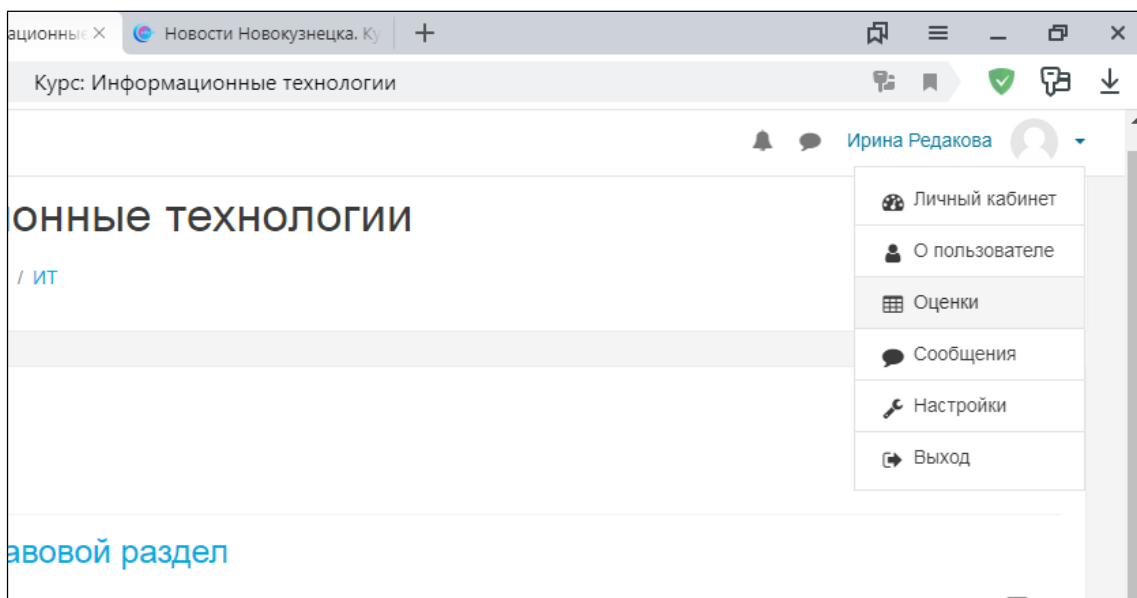 ационные
Новости Новокузнецка. Ку
Курс: Информационные технологии
Ирина Редакова
Личный кабинет
онные технологии
О пользователе
/ ИТ
Оценки
Сообщения
Настройки
Выход
авовой раздел